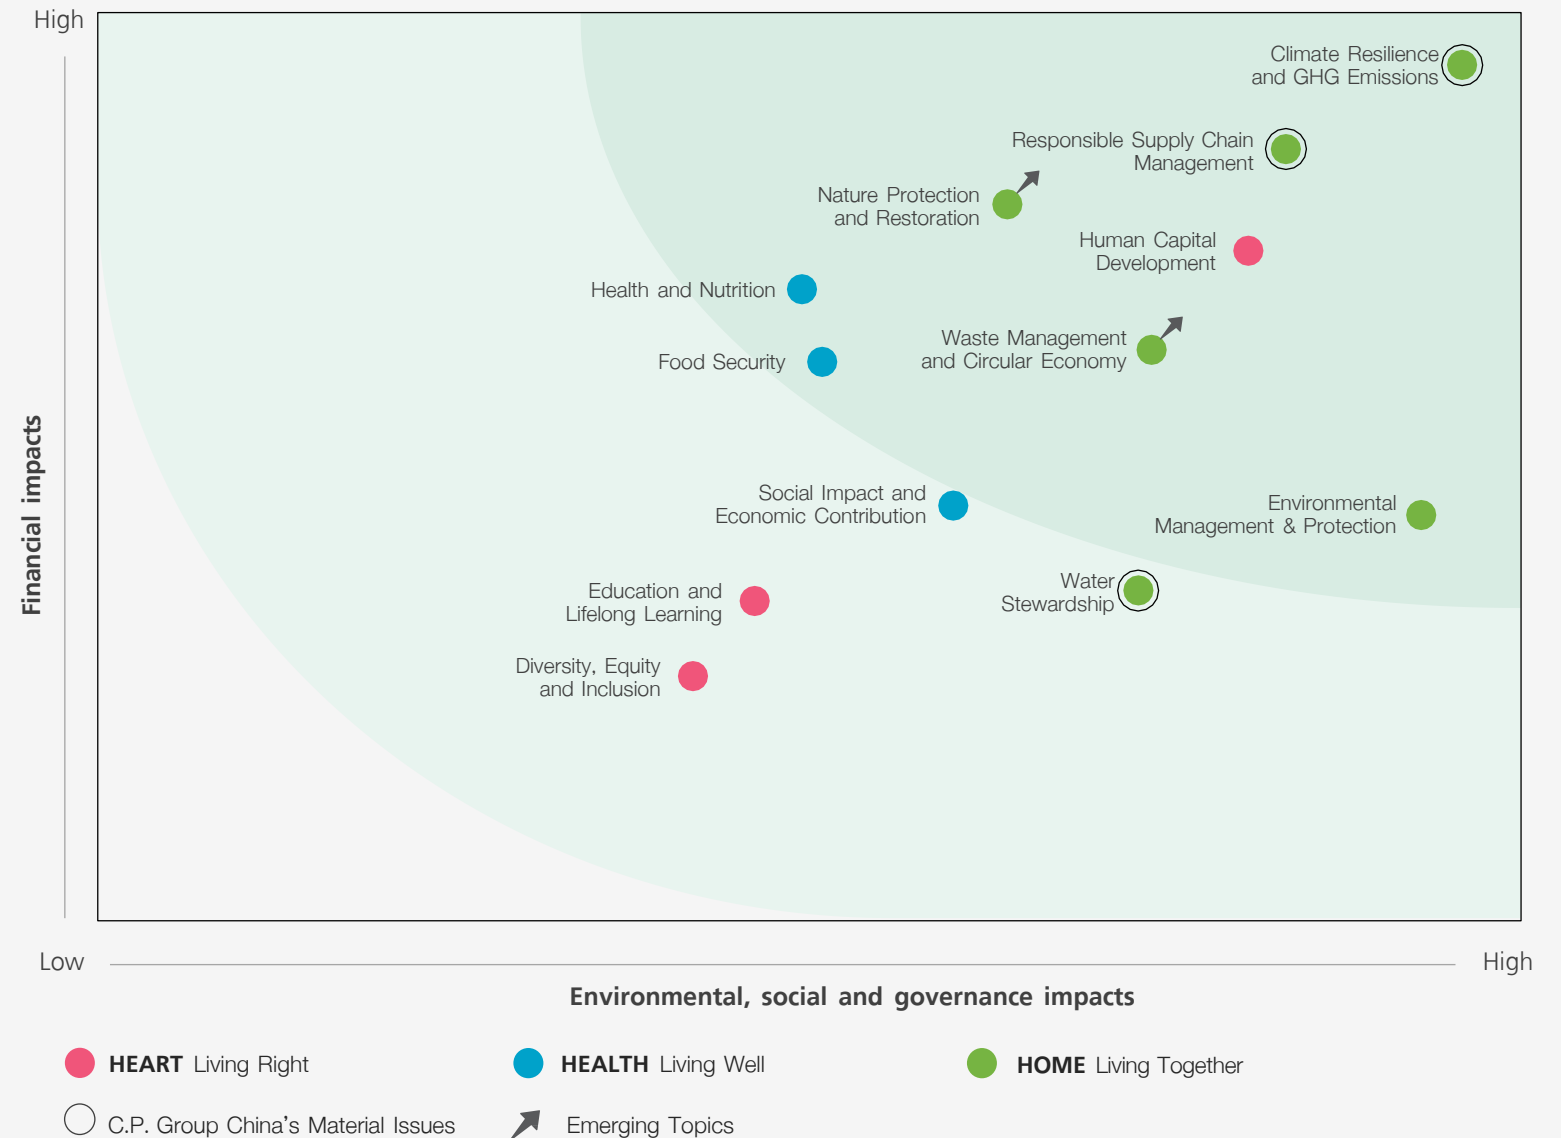 High
Climate Resilience
and GHG Emissions
Responsible Supply Chain
Management
Nature Protection
and Restoration
Human Capital
Development
Health and Nutrition
Waste Management
and Circular Economy
Food Security
Financial impacts
Social Impact and
Economic Contribution
Environmental
Management & Protection
Water
Stewardship
Education and
Lifelong Learning
Diversity, Equity
and Inclusion
Low
High
Environmental, social and governance impacts
HEART Living Right
HEALTH Living Well
HOME Living Together
C.P. Group China's Material Issues
Emerging Topics